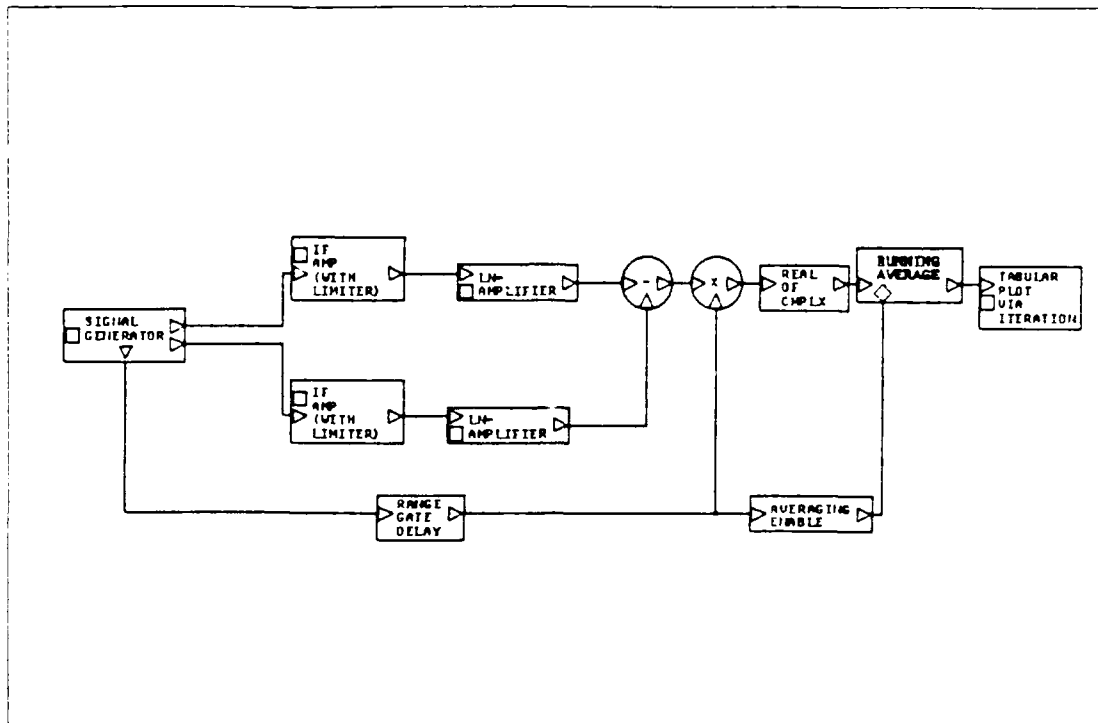 IF
AMP
(WITH
LIMITER)
LN-
AMPLIFIER
-
x
REAL
OF
CMPLX
RUNNING
AVERAGE
TABULAR
PLOT
VIA
ITERATION
SIGNAL
GENERATOR
IF
AMP
(WITH
LIMITER)
LN-
AMPLIFIER
RANGE
GATE
DELAY
AVERAGING
ENABLE